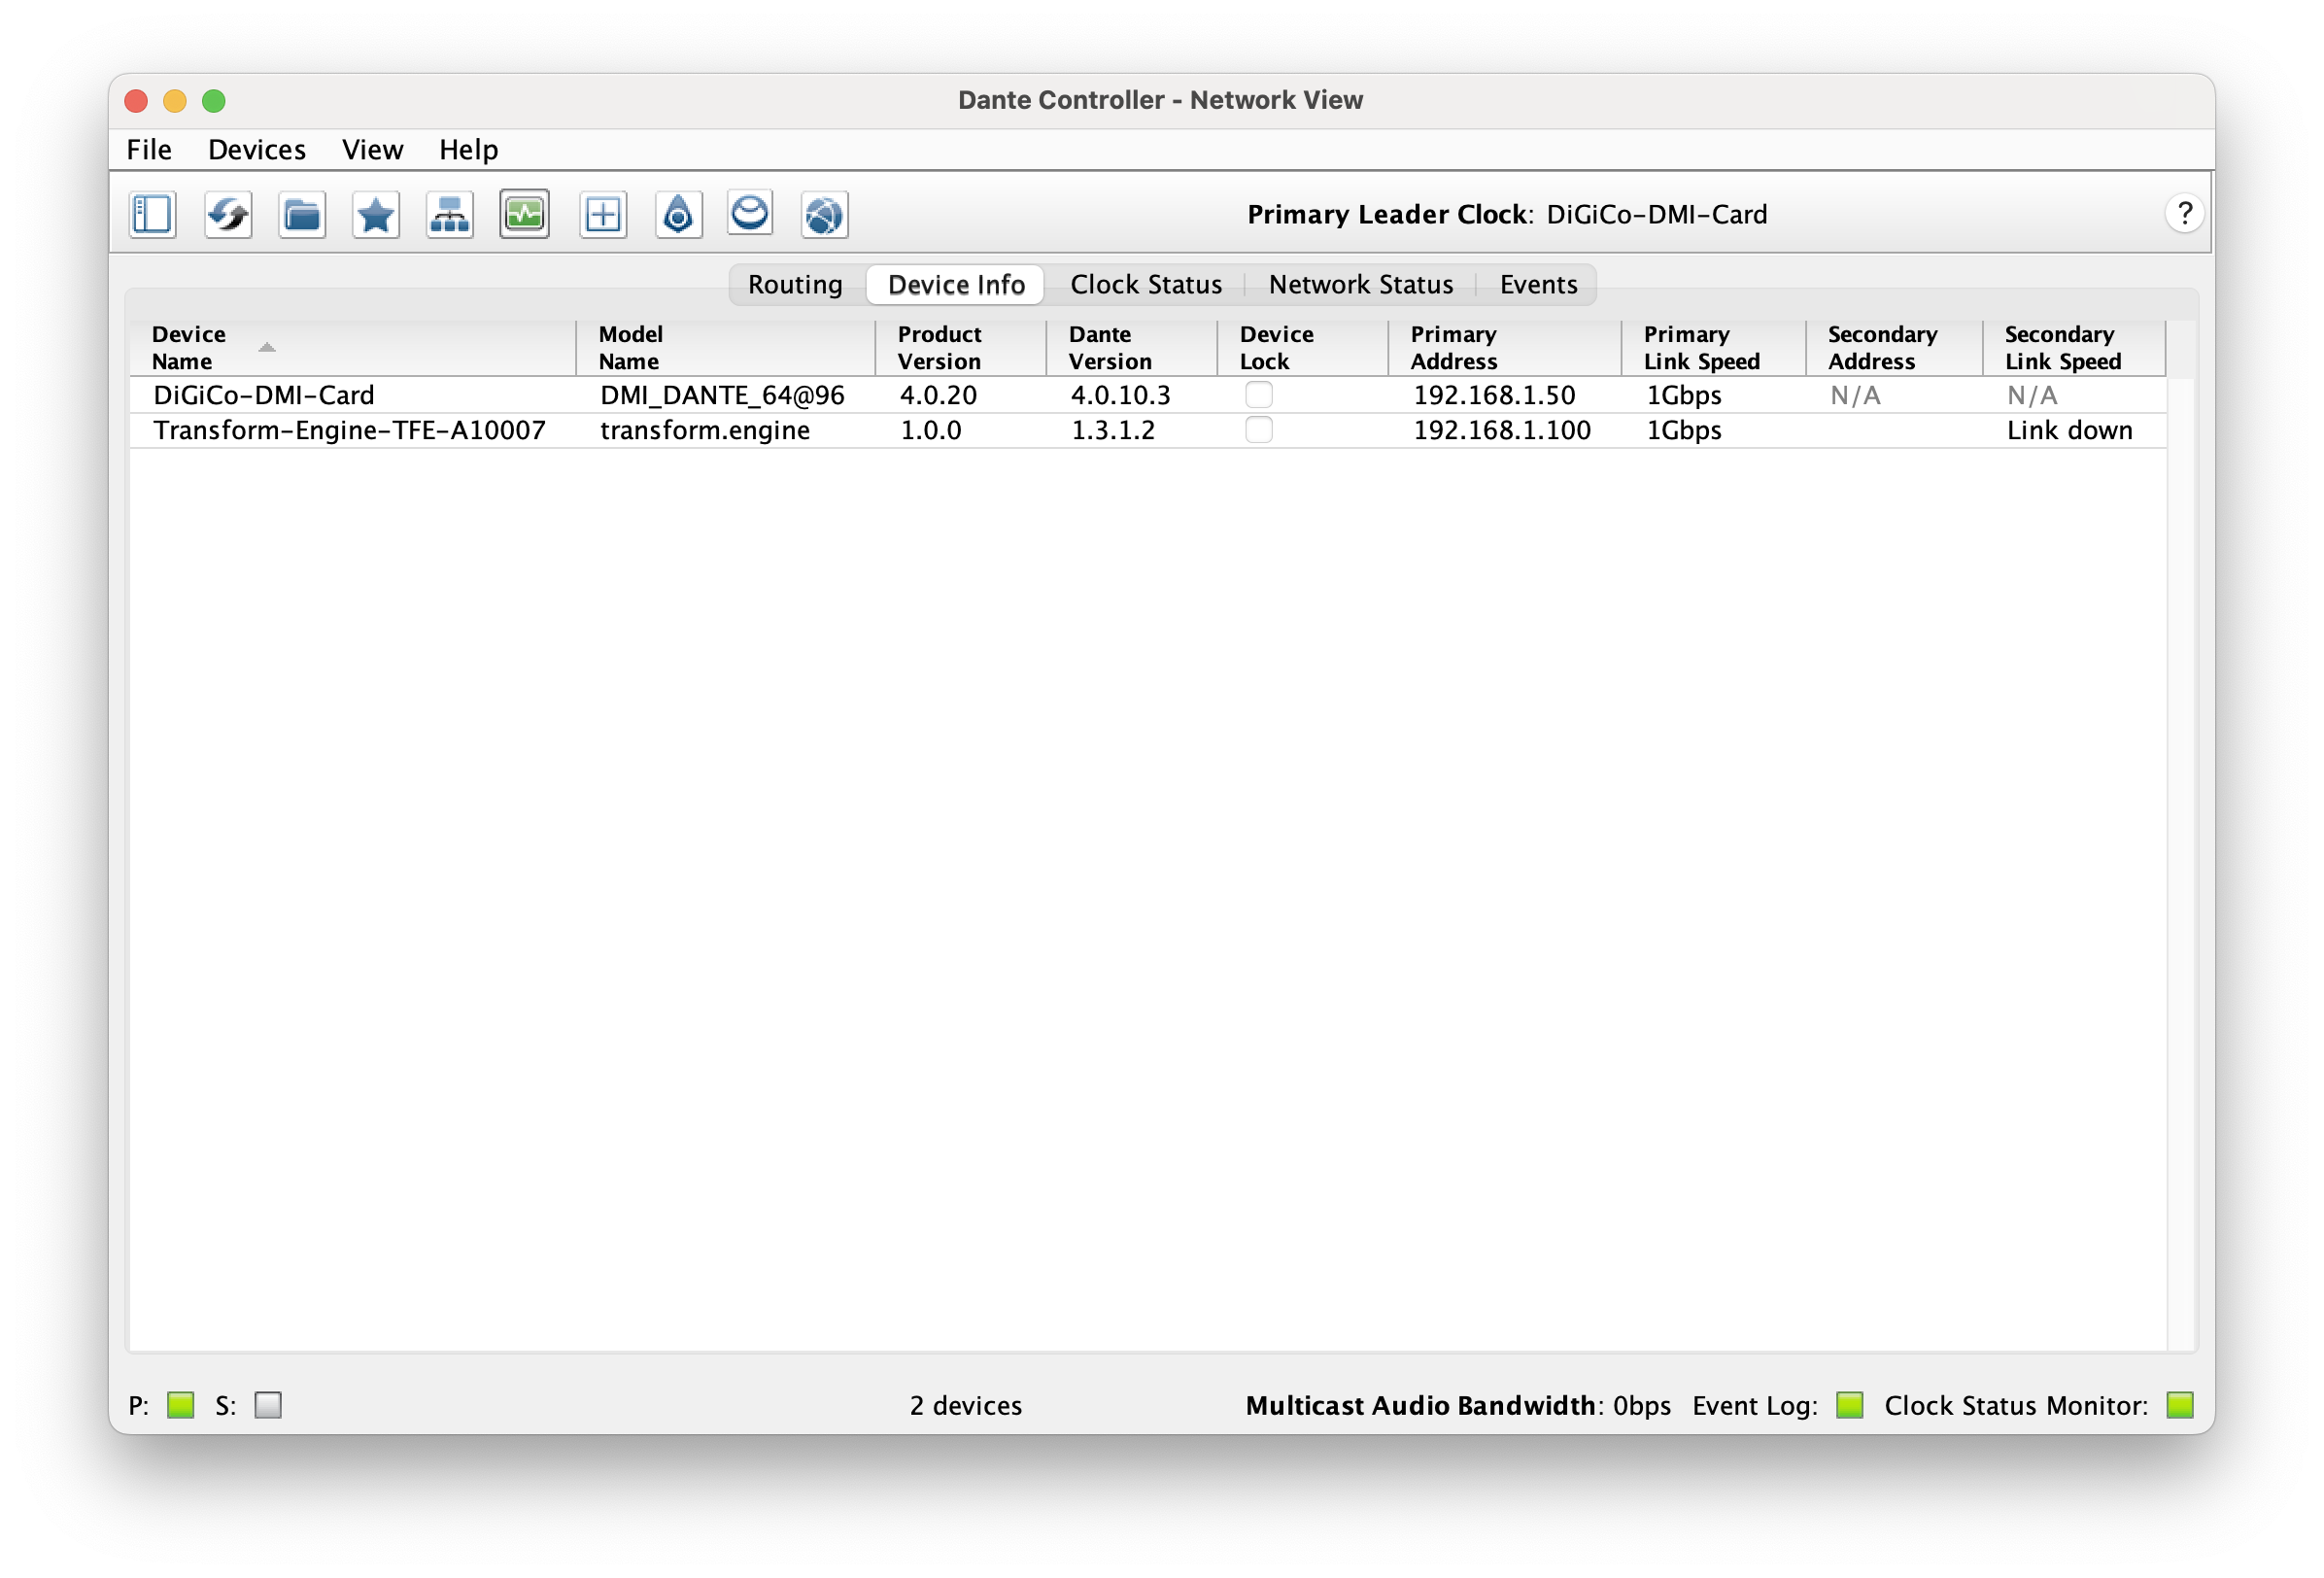 Dante Controller - Network View
File Devices View Help
Primary Leader Clock: DiGiCo-DMI-Card ?
Routing Device Info Clock Status Network Status Events
Device Name Model Name Product Version Dante Version Device Lock Primary Address Primary Link Speed Secondary Address Secondary Link Speed
DiGiCo-DMI-Card DMI_DANTE_64@96 4.0.20 4.0.10.3 192.168.1.50 1Gbps N/A N/A
Transform-Engine-TFE-A10007 transform.engine 1.0.0 1.3.1.2 192.168.1.100 1Gbps Link down
P: S: 2 devices Multicast Audio Bandwidth: 0bps Event Log: Clock Status Monitor: